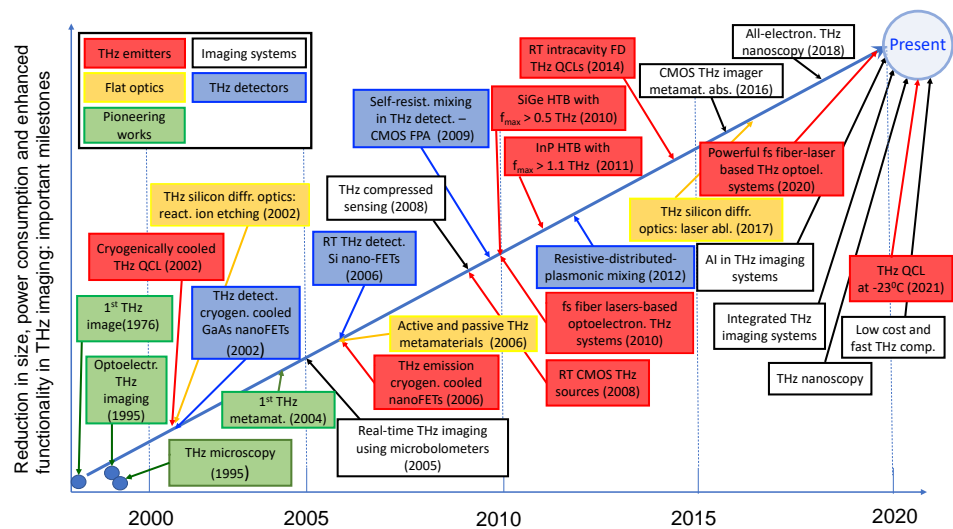 Reduction in size, power consumption and enhanced
functionality in THz imaging: important milestones
THz emitters
Imaging systems
Flat optics
THz detectors
Pioneering
works
All-electron. THz
nanoscopy (2018)
Present
RT intracavity FD
THz QCLs (2014)
CMOS THz imager
metamat. abs. (2016)
Self-resist. mixing
in THz detect. –
CMOS FPA (2009)
SiGe HTB with
fmax > 0.5 THz (2010)
InP HTB with
fmax > 1.1 THz (2011)
Powerful fs fiber-laser
based THz optoel.
systems (2020)
THz silicon diffr. optics:
react. ion etching (2002)
THz compressed
sensing (2008)
THz silicon diffr.
optics: laser abl. (2017)
Cryogenically cooled
THz QCL (2002)
RT THz detect.
Si nano-FETs
(2006)
Resistive-distributed-
plasmonic mixing (2012)
AI in THz imaging
systems
THz QCL
at -23⁰C (2021)
1st THz
image(1976)
THz detect.
cryogen. cooled
GaAs nanoFETs
(2002)
Active and passive THz
metamaterials (2006)
fs fiber lasers-based
optoelectron. THz
systems (2010)
Integrated THz
imaging systems
Low cost and
fast THz comp.
Optoelectr.
THz
imaging
(1995)
THz emission
cryogen. cooled
nanoFETs (2006)
RT CMOS THz
sources (2008)
THz nanoscopy
1st THz
metamat. (2004)
Real-time THz imaging
using microbolometers
(2005)
THz microscopy
(1995)
2000
2005
2010
2015
2020